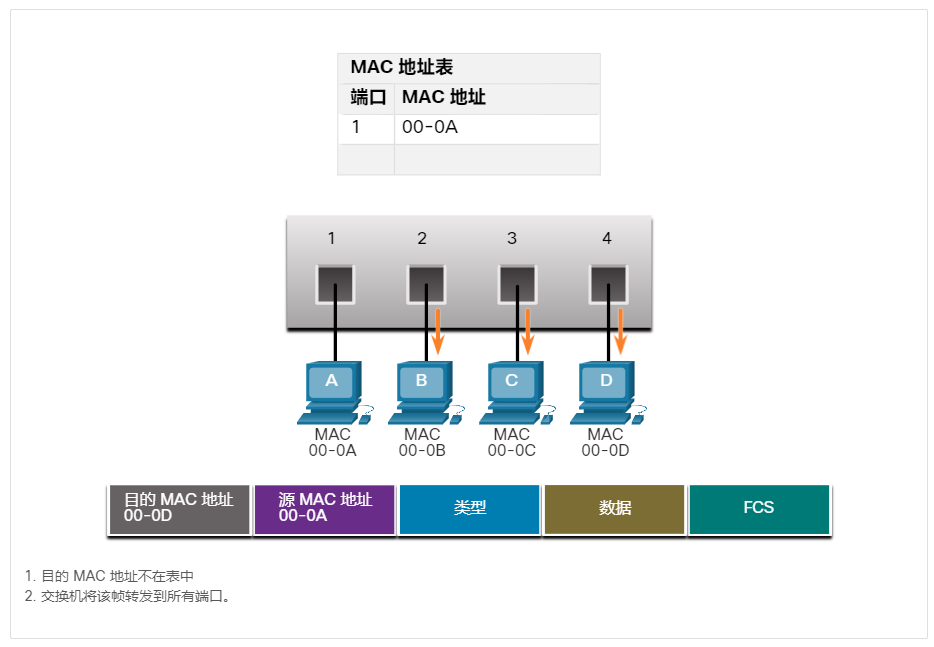 MAC 地址表
端口 MAC 地址
1 00-0A
1 2 3 4
A B C D
MAC MAC MAC MAC
00-0A 00-0B 00-0C 00-0D
目的 MAC 地址
00-0D
源 MAC 地址
00-0A
类型
数据
FCS
1. 目的 MAC 地址不在表中
2. 交换机将该帧转发到所有端口。